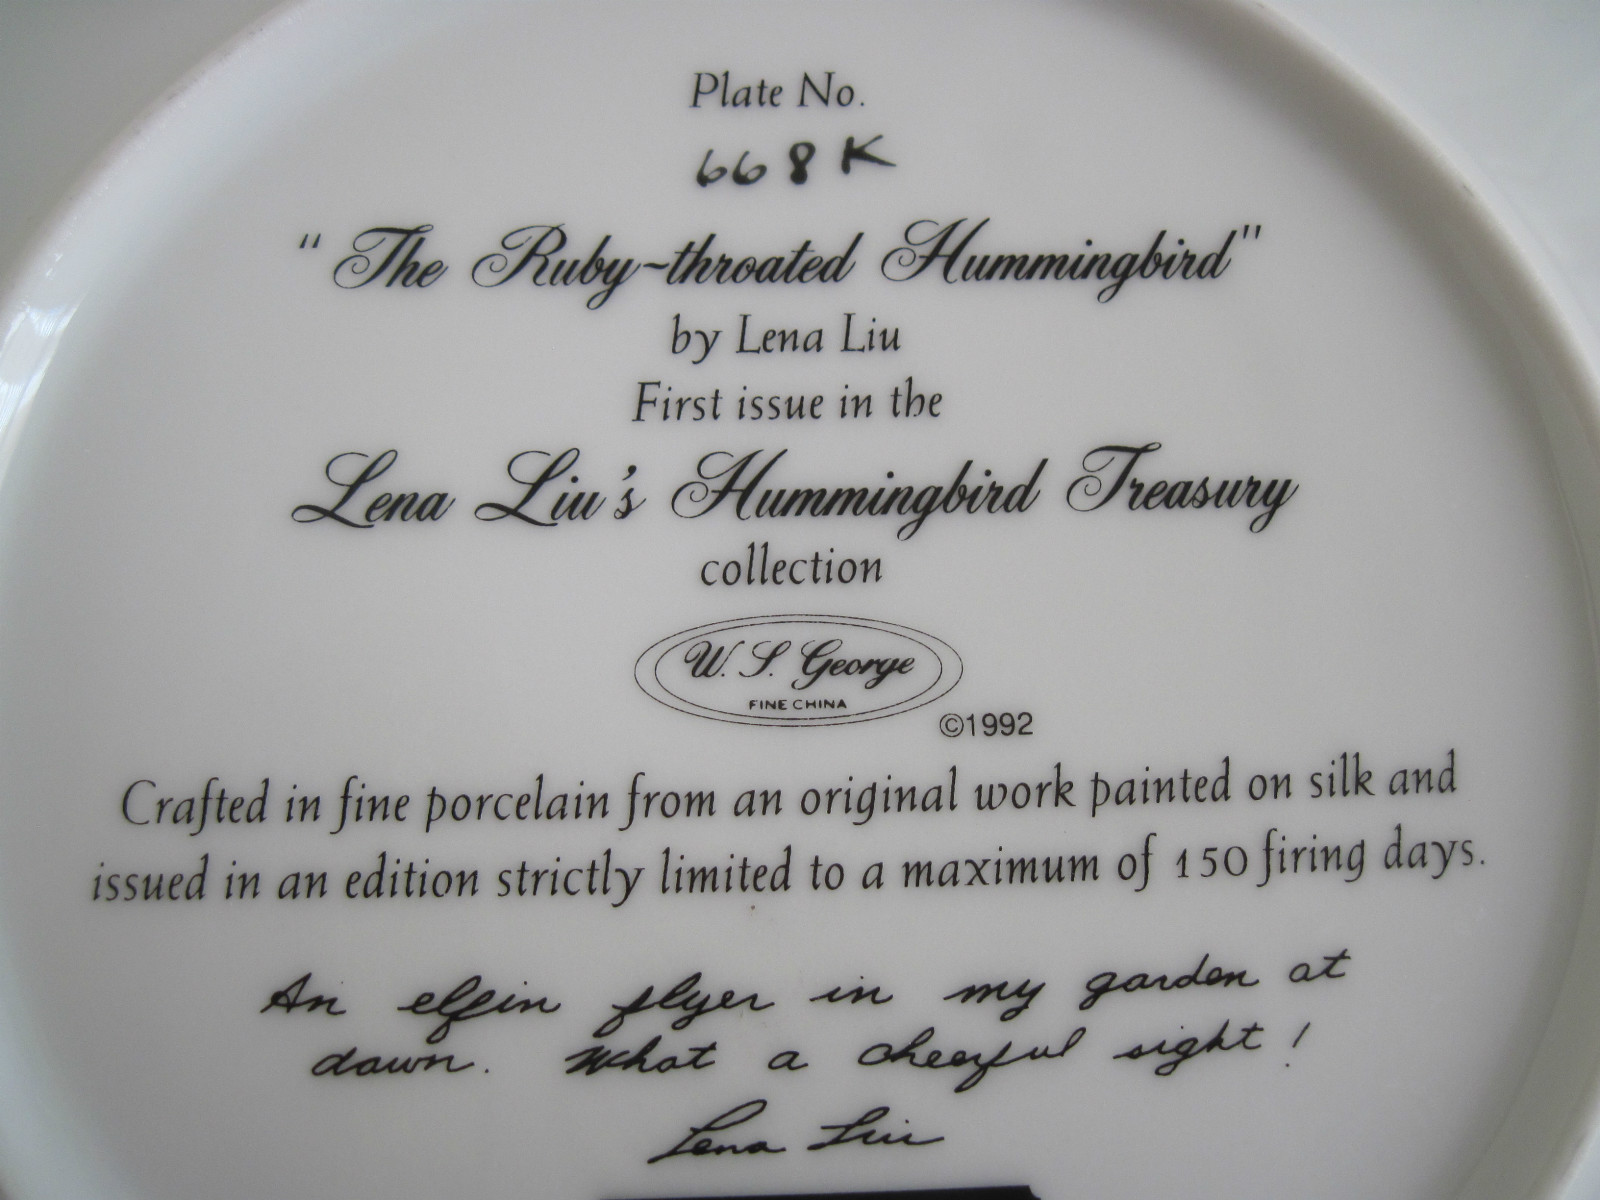 Plate No.
668K
"The Ruby-throated Hummingbird"
by Lena Liu
First issue in the
Lena Liu's Hummingbird Treasury
collection
W. S. George
FINE CHINA
©1992
Crafted in fine porcelain from an original work painted on silk and
issued in an edition strictly limited to a maximum of 150 firing days.
An elfin flyer in my garden at
dawn. What a cheerful sight!
Lena Liu